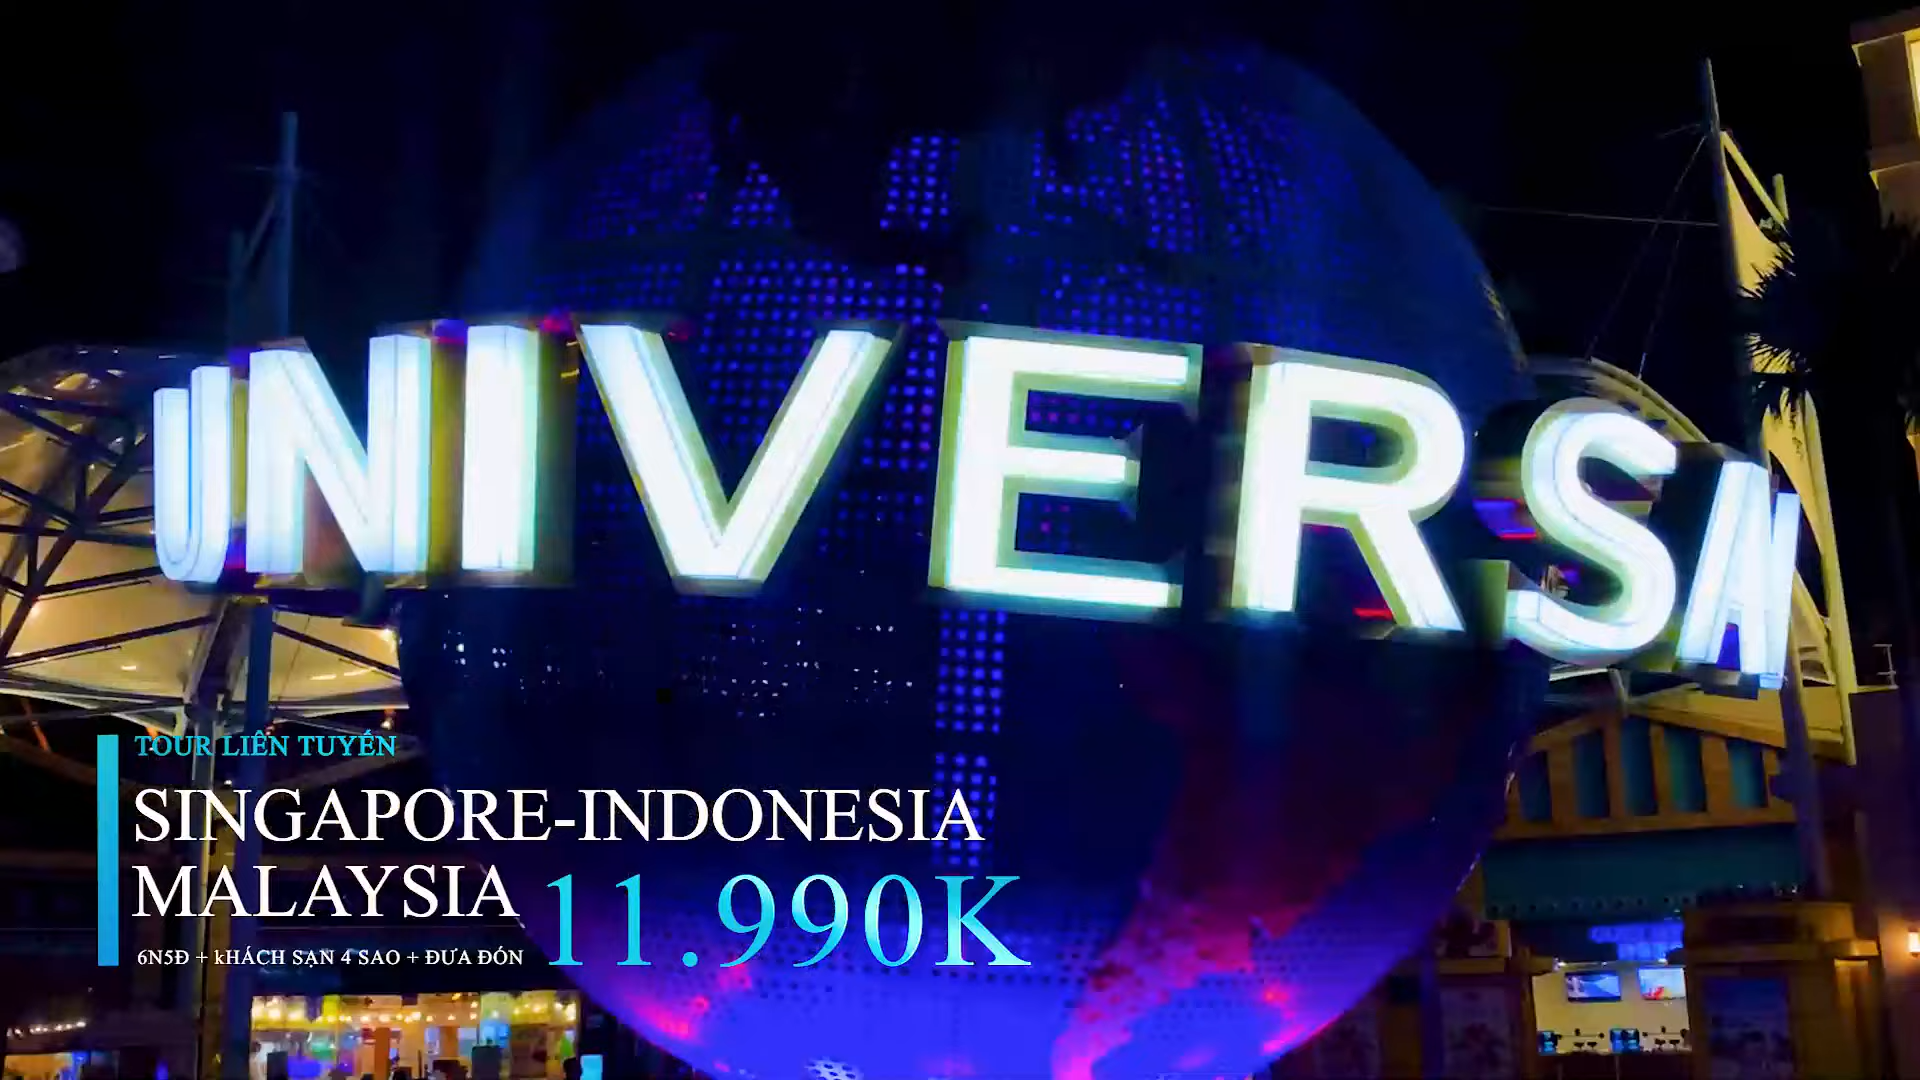 UNIVERSA
TOUR LIÊN TUYẾN
SINGAPORE-INDONESIA
MALAYSIA 11.990K
6N5Đ + kHÁCH SẠN 4 SAO + ĐƯA ĐÓN